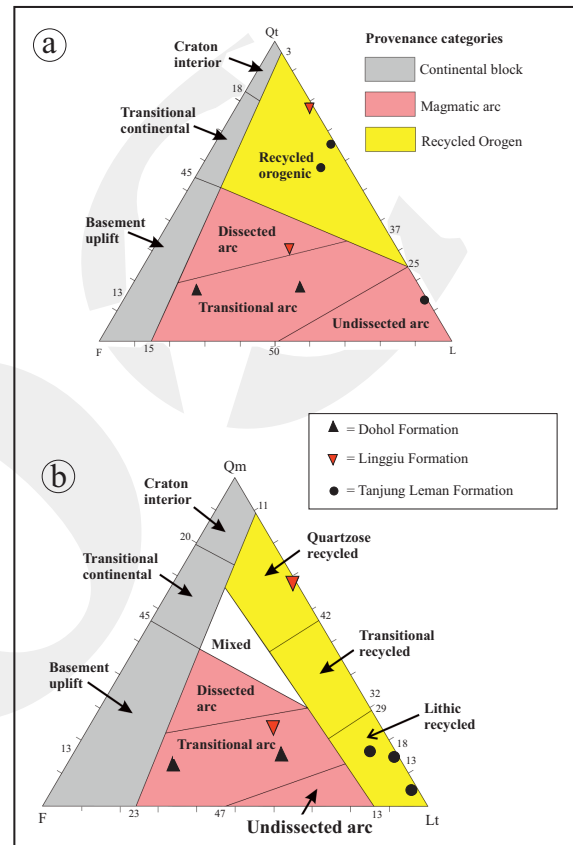 a
Qt
Provenance categories
Continental block
Magmatic arc
Recycled Orogen
Craton
interior
3
18
Transitional
continental
45
Recycled
orogenic
Basement
uplift
37
25
Dissected
arc
13
Transitional arc
Undissected arc
F
15
50
L
= Dohol Formation
= Linggiu Formation
= Tanjung Leman Formation
b
Qm
Craton
interior
11
20
Quartzose
recycled
Transitional
continental
45
42
Mixed
Transitional
recycled
Basement
uplift
32
29
Dissected
arc
Lithic
recycled
18
13
13
Transitional arc
F
23
47
13
Lt
Undissected arc